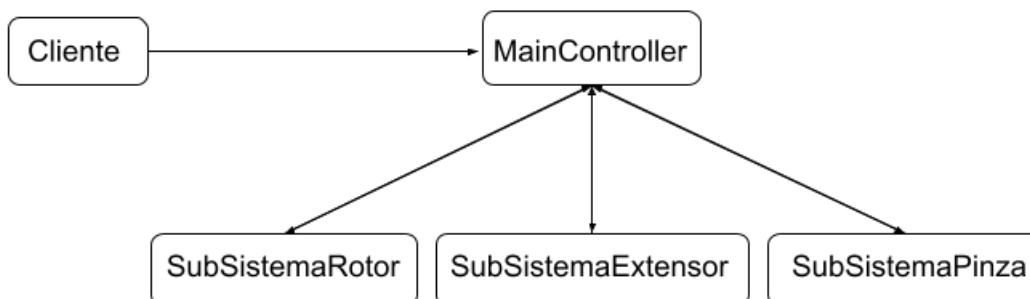 Cliente
MainController
SubSistemaRotor
SubSistemaExtensor
SubSistemaPinza